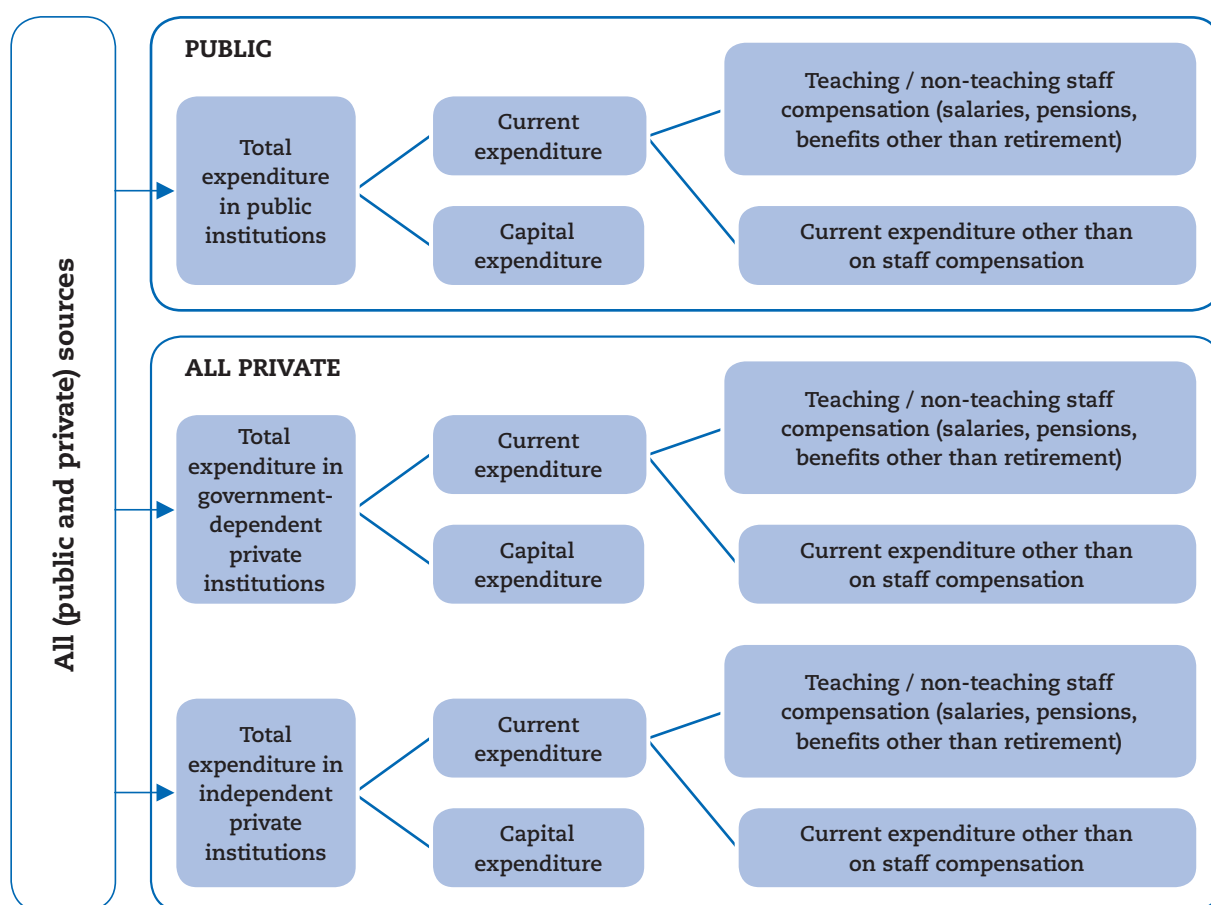 All (public and private) sources
PUBLIC
Total
expenditure
in public
institutions
Current
expenditure
Capital
expenditure
Teaching / non-teaching staff
compensation (salaries, pensions,
benefits other than retirement)
Current expenditure other than
on staff compensation
ALL PRIVATE
Total
expenditure in
government-
dependent
private
institutions
Current
expenditure
Capital
expenditure
Teaching / non-teaching staff
compensation (salaries, pensions,
benefits other than retirement)
Current expenditure other than
on staff compensation
Total
expenditure in
independent
private
institutions
Current
expenditure
Capital
expenditure
Teaching / non-teaching staff
compensation (salaries, pensions,
benefits other than retirement)
Current expenditure other than
on staff compensation